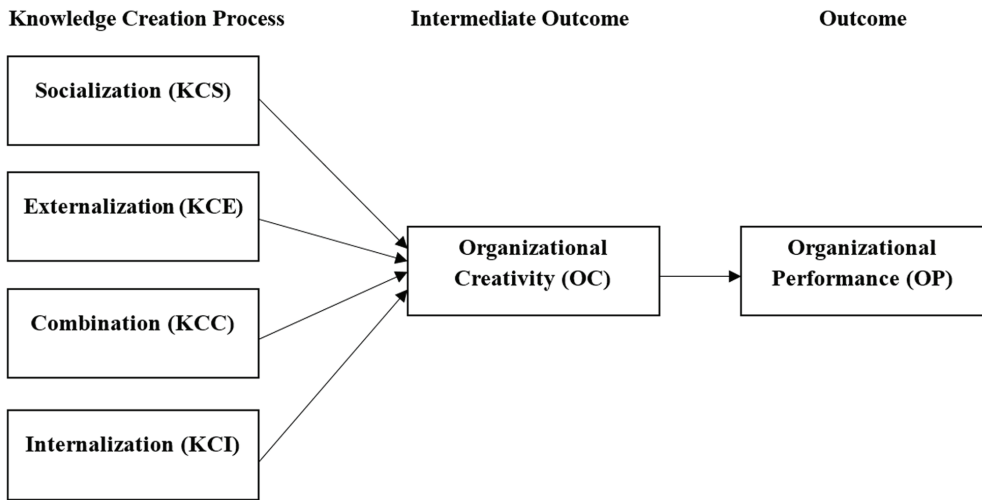 Knowledge Creation Process
Intermediate Outcome
Outcome
Socialization (KCS)
Externalization (KCE)
Combination (KCC)
Internalization (KCI)
Organizational
Creativity (OC)
Organizational
Performance (OP)